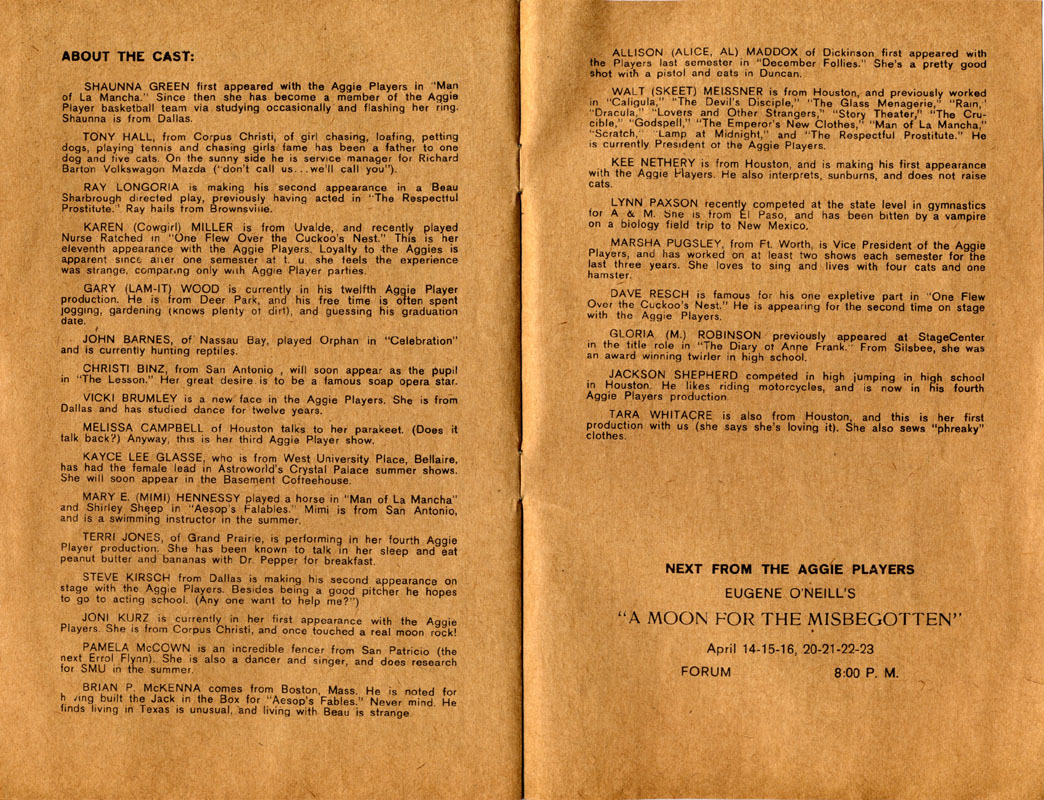 ABOUT THE CAST:
SHAUNNA GREEN first appeared with the Aggie Players in "Man
of La Mancha." Since then she has become a member of the Aggie
Player basketball team via studying occasionally and flashing her ring.
Shaunna is from Dallas.
TONY HALL, from Corpus Christi, of girl chasing, loafing, petting
dogs, playing tennis and chasing girls fame has been a father to one
dog and five cats. On the sunny side he is service manager for Richard
Barton Volkswagon Mazda ("don't call us...we'll call you").
RAY LONGORIA is making his second appearance in a Beau
Sharbrough directed play, previously having acted in "The Respectful
Prostitute." Ray hails from Brownsville.
KAREN (Cowgirl) MILLER is from Uvalde, and recently played
Nurse Ratched in "One Flew Over the Cuckoo's Nest." This is her
eleventh appearance with the Aggie Players. Loyalty to the Aggies is
apparent since after one semester at t. u. she feels the experience
was strange, comparing only with Aggie Player parties.
GARY (LAM-IT) WOOD is currently in his twelfth Aggie Player
production. He is from Deer Park, and his free time is often spent
jogging, gardening (knows plenty of dirt), and guessing his graduation
date.
JOHN BARNES, of Nassau Bay, played Orphan in "Celebration"
and is currently hunting reptiles.
CHRISTI BINZ, from San Antonio , will soon appear as the pupil
in "The Lesson." Her great desire is to be a famous soap opera star.
VICKI BRUMLEY is a new face in the Aggie Players. She is from
Dallas and has studied dance for twelve years.
MELISSA CAMPBELL of Houston talks to her parakeet. (Does it
talk back?) Anyway, this is her third Aggie Player show.
KAYCE LEE GLASSE, who is from West University Place, Bellaire,
has had the female lead in Astroworld's Crystal Palace summer shows.
She will soon appear in the Basement Coffeehouse.
MARY E. (MIMI) HENNESSY played a horse in "Man of La Mancha"
and Shirley Sheep in "Aesop's Falables." Mimi is from San Antonio,
and is a swimming instructor in the summer.
TERRI JONES, of Grand Prairie, is performing in her fourth Aggie
Player production. She has been known to talk in her sleep and eat
peanut butter and bananas with Dr. Pepper for breakfast.
STEVE KIRSCH from Dallas is making his second appearance on
stage with the Aggie Players. Besides being a good pitcher he hopes
to go to acting school. (Any one want to help me?")
JONI KURZ is currently in her first appearance with the Aggie
Players. She is from Corpus Christi, and once touched a real moon rock!
PAMELA McCOWN is an incredible fencer from San Patricio (the
next Errol Flynn). She is also a dancer and singer, and does research
for SMU in the summer.
BRIAN P. McKENNA comes from Boston, Mass. He is noted for
having built the Jack in the Box for "Aesop's Fables." Never mind. He
finds living in Texas is unusual, and living with Beau is strange
ALLISON (ALICE, AL) MADDOX of Dickinson first appeared with
the Players last semester in "December Follies." She's a pretty good
shot with a pistol and eats in Duncan.
WALT (SKEET) MEISSNER is from Houston, and previously worked
in "Caligula," "The Devil's Disciple," "The Glass Menagerie," "Rain,"
"Dracula," "Lovers and Other Strangers," "Story Theater," "The Cru-
cible," "Godspell," "The Emperor's New Clothes," "Man of La Mancha,"
"Scratch," "Lamp at Midnight," and "The Respectful Prostitute." He
is currently President of the Aggie Players.
KEE NETHERY is from Houston, and is making his first appearance
with the Aggie Players. He also interprets, sunburns, and does not raise
cats.
LYNN PAXSON recently competed at the state level in gymnastics
for A & M. She is from El Paso, and has been bitten by a vampire
on a biology field trip to New Mexico.
MARSHA PUGSLEY, from Ft. Worth, is Vice President of the Aggie
Players, and has worked on at least two shows each semester for the
last three years. She loves to sing and lives with four cats and one
hamster.
DAVE RESCH is famous for his one expletive part in "One Flew
Over the Cuckoo's Nest." He is appearing for the second time on stage
with the Aggie Players.
GLORIA (M.) ROBINSON previously appeared at StageCenter
in the title role in "The Diary of Anne Frank." From Silsbee, she was
an award winning twirler in high school.
JACKSON SHEPHERD competed in high jumping in high school
in Houston. He likes riding motorcycles, and is now in his fourth
Aggie Players production
TARA WHITACRE is also from Houston, and this is her first
production with us (she says she's loving it). She also sews "phreaky"
clothes.
NEXT FROM THE AGGIE PLAYERS
EUGENE O'NEILL'S
"A MOON FOR THE MISBEGOTTEN"
April 14-15-16, 20-21-22-23
FORUM 8:00 P. M.